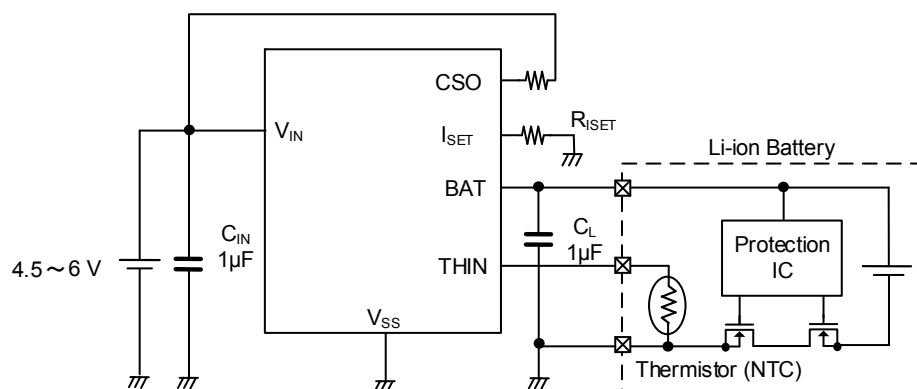 CSO
V_IN
I_SET
R_ISET
Li-ion Battery
BAT
C_IN
1µF
C_L
1µF
Protection
IC
4.5～6 V
THIN
V_SS
Thermistor (NTC)